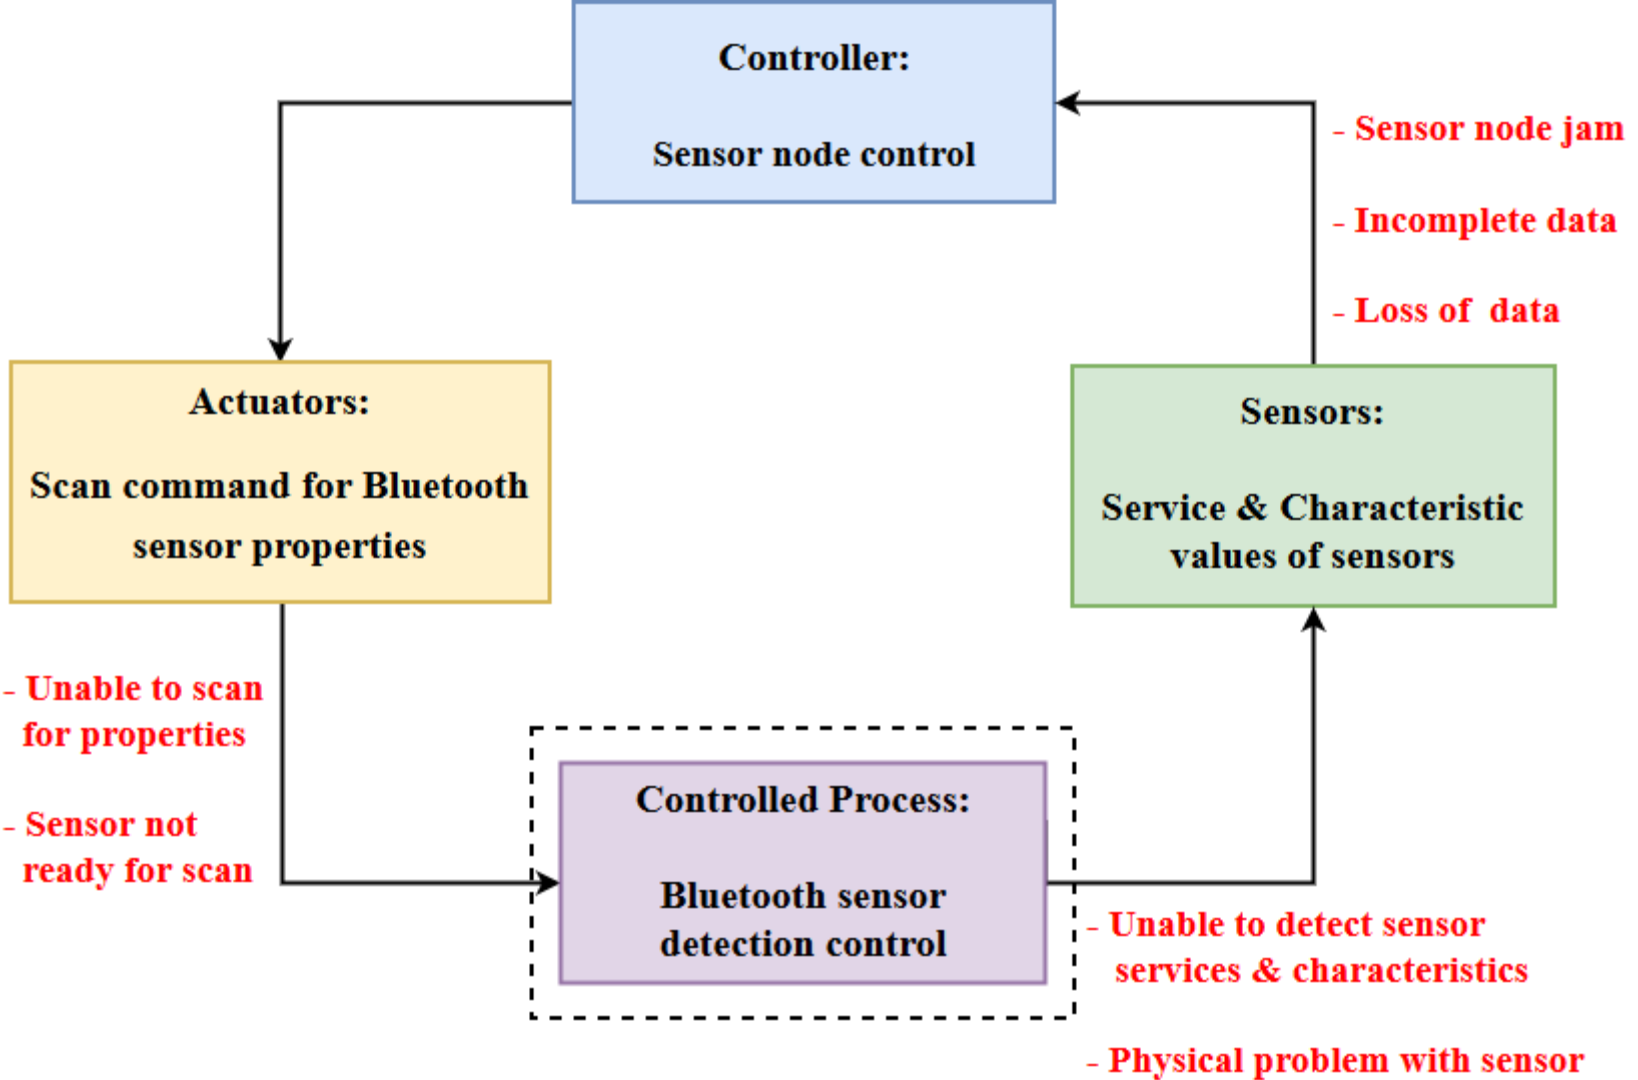 Controller:
Sensor node control
- Sensor node jam
- Incomplete data
- Loss of data
Actuators:
Scan command for Bluetooth
sensor properties
Sensors:
Service & Characteristic
values of sensors
- Unable to scan
for properties
- Sensor not
ready for scan
Controlled Process:
Bluetooth sensor
detection control
- Unable to detect sensor
services & characteristics
- Physical problem with sensor